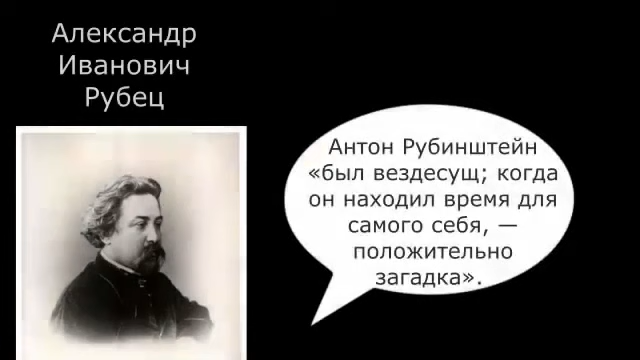 Александр
Иванович
Рубец
Антон Рубинштейн
«был вездесущ; когда
он находил время для
самого себя, —
положительно
загадка».